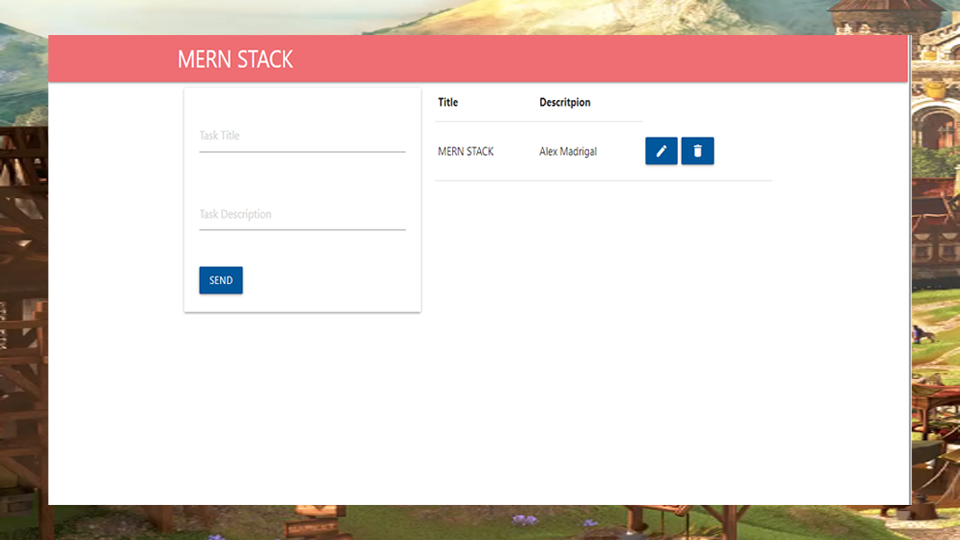 MERN STACK
Task Title
Task Description
SEND
Title Descritpion
MERN STACK Alex Madrigal